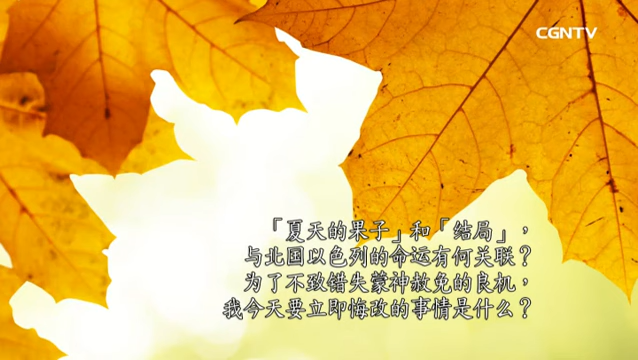 CGNTV
「夏天的果子」和「结局」，
与北国以色列的命运有何关联？
为了不致错失蒙神赦免的良机，
我今天要立即悔改的事情是什么？